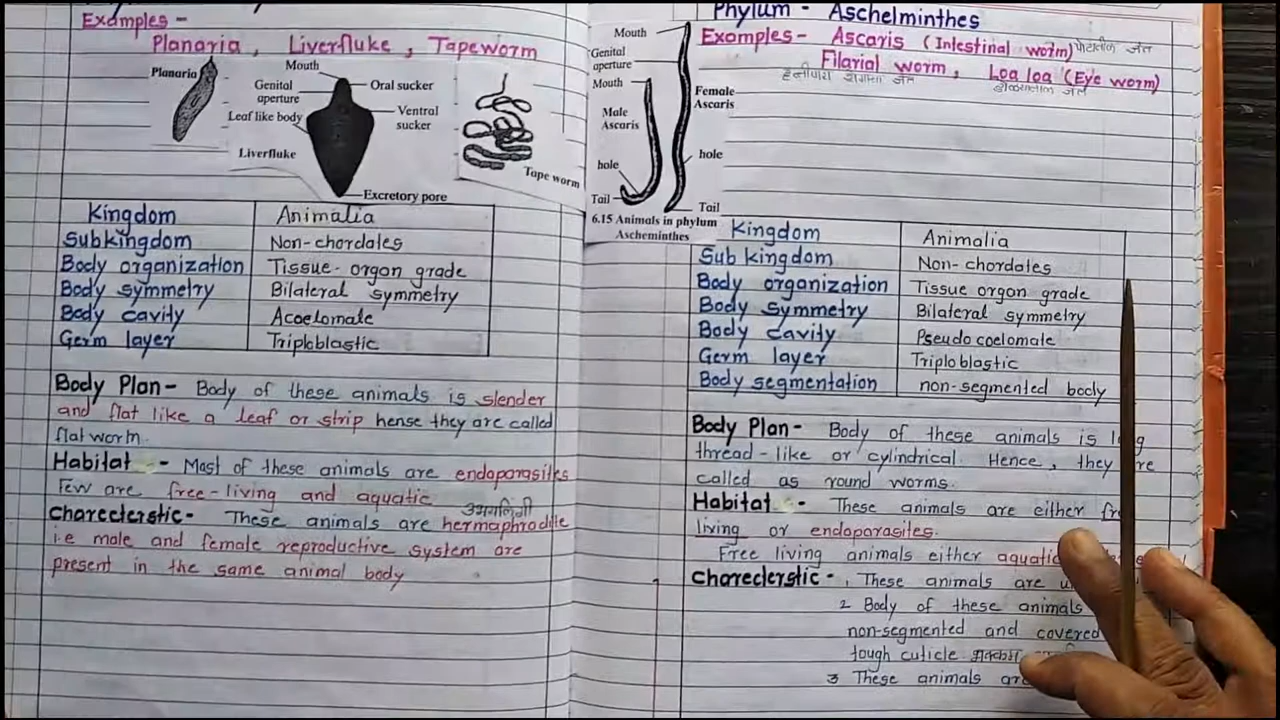 Examples-
Planaria, Liverfluke, Tapeworm
Planaria
Mouth
Genital
aperture
Oral sucker
Leaf like body
Ventral
sucker
Liverfluke
Excretory pore
Tape worm
Kingdom Animalia
Subkingdom Non-chordates
Body organization Tissue-organ grade
Body symmetry Bilateral symmetry
Body cavity Acoelomate
Germ layer Triploblastic
Body Plan- Body of these animals is slender
and flat like a leaf or strip hense they are called
flat worm.
Habitat - Most of these animals are endoparasites
Few are free-living and aquatic
Charecterstic- These animals are hermaphrodite
i.e male and female reproductive system are
present in the same animal body
Phylum - Aschelminthes
Examples- Ascaris (Intestinal worm)
Filarial worm, Loa loa (Eye worm)
Mouth
Genital
aperture
Mouth
Female
Ascaris
Male
Ascaris
hole
hole
Tail
Tail
6.15 Animals in phylum
Ascheminthes
Kingdom Animalia
Sub kingdom Non-chordates
Body organization Tissue organ grade
Body symmetry Bilateral symmetry
Body cavity Pseudocoelomate
Germ layer Triploblastic
Body segmentation non-segmented body
Body Plan- Body of these animals is
thread-like or cylindrical. Hence, they
called as round worms.
Habitat - These animals are either
living or endoparasites.
Free living animals either aquatic
Charecterstic- 1 These animals are
2 Body of these animals
non-segmented and covered
tough cuticle
3 These animals